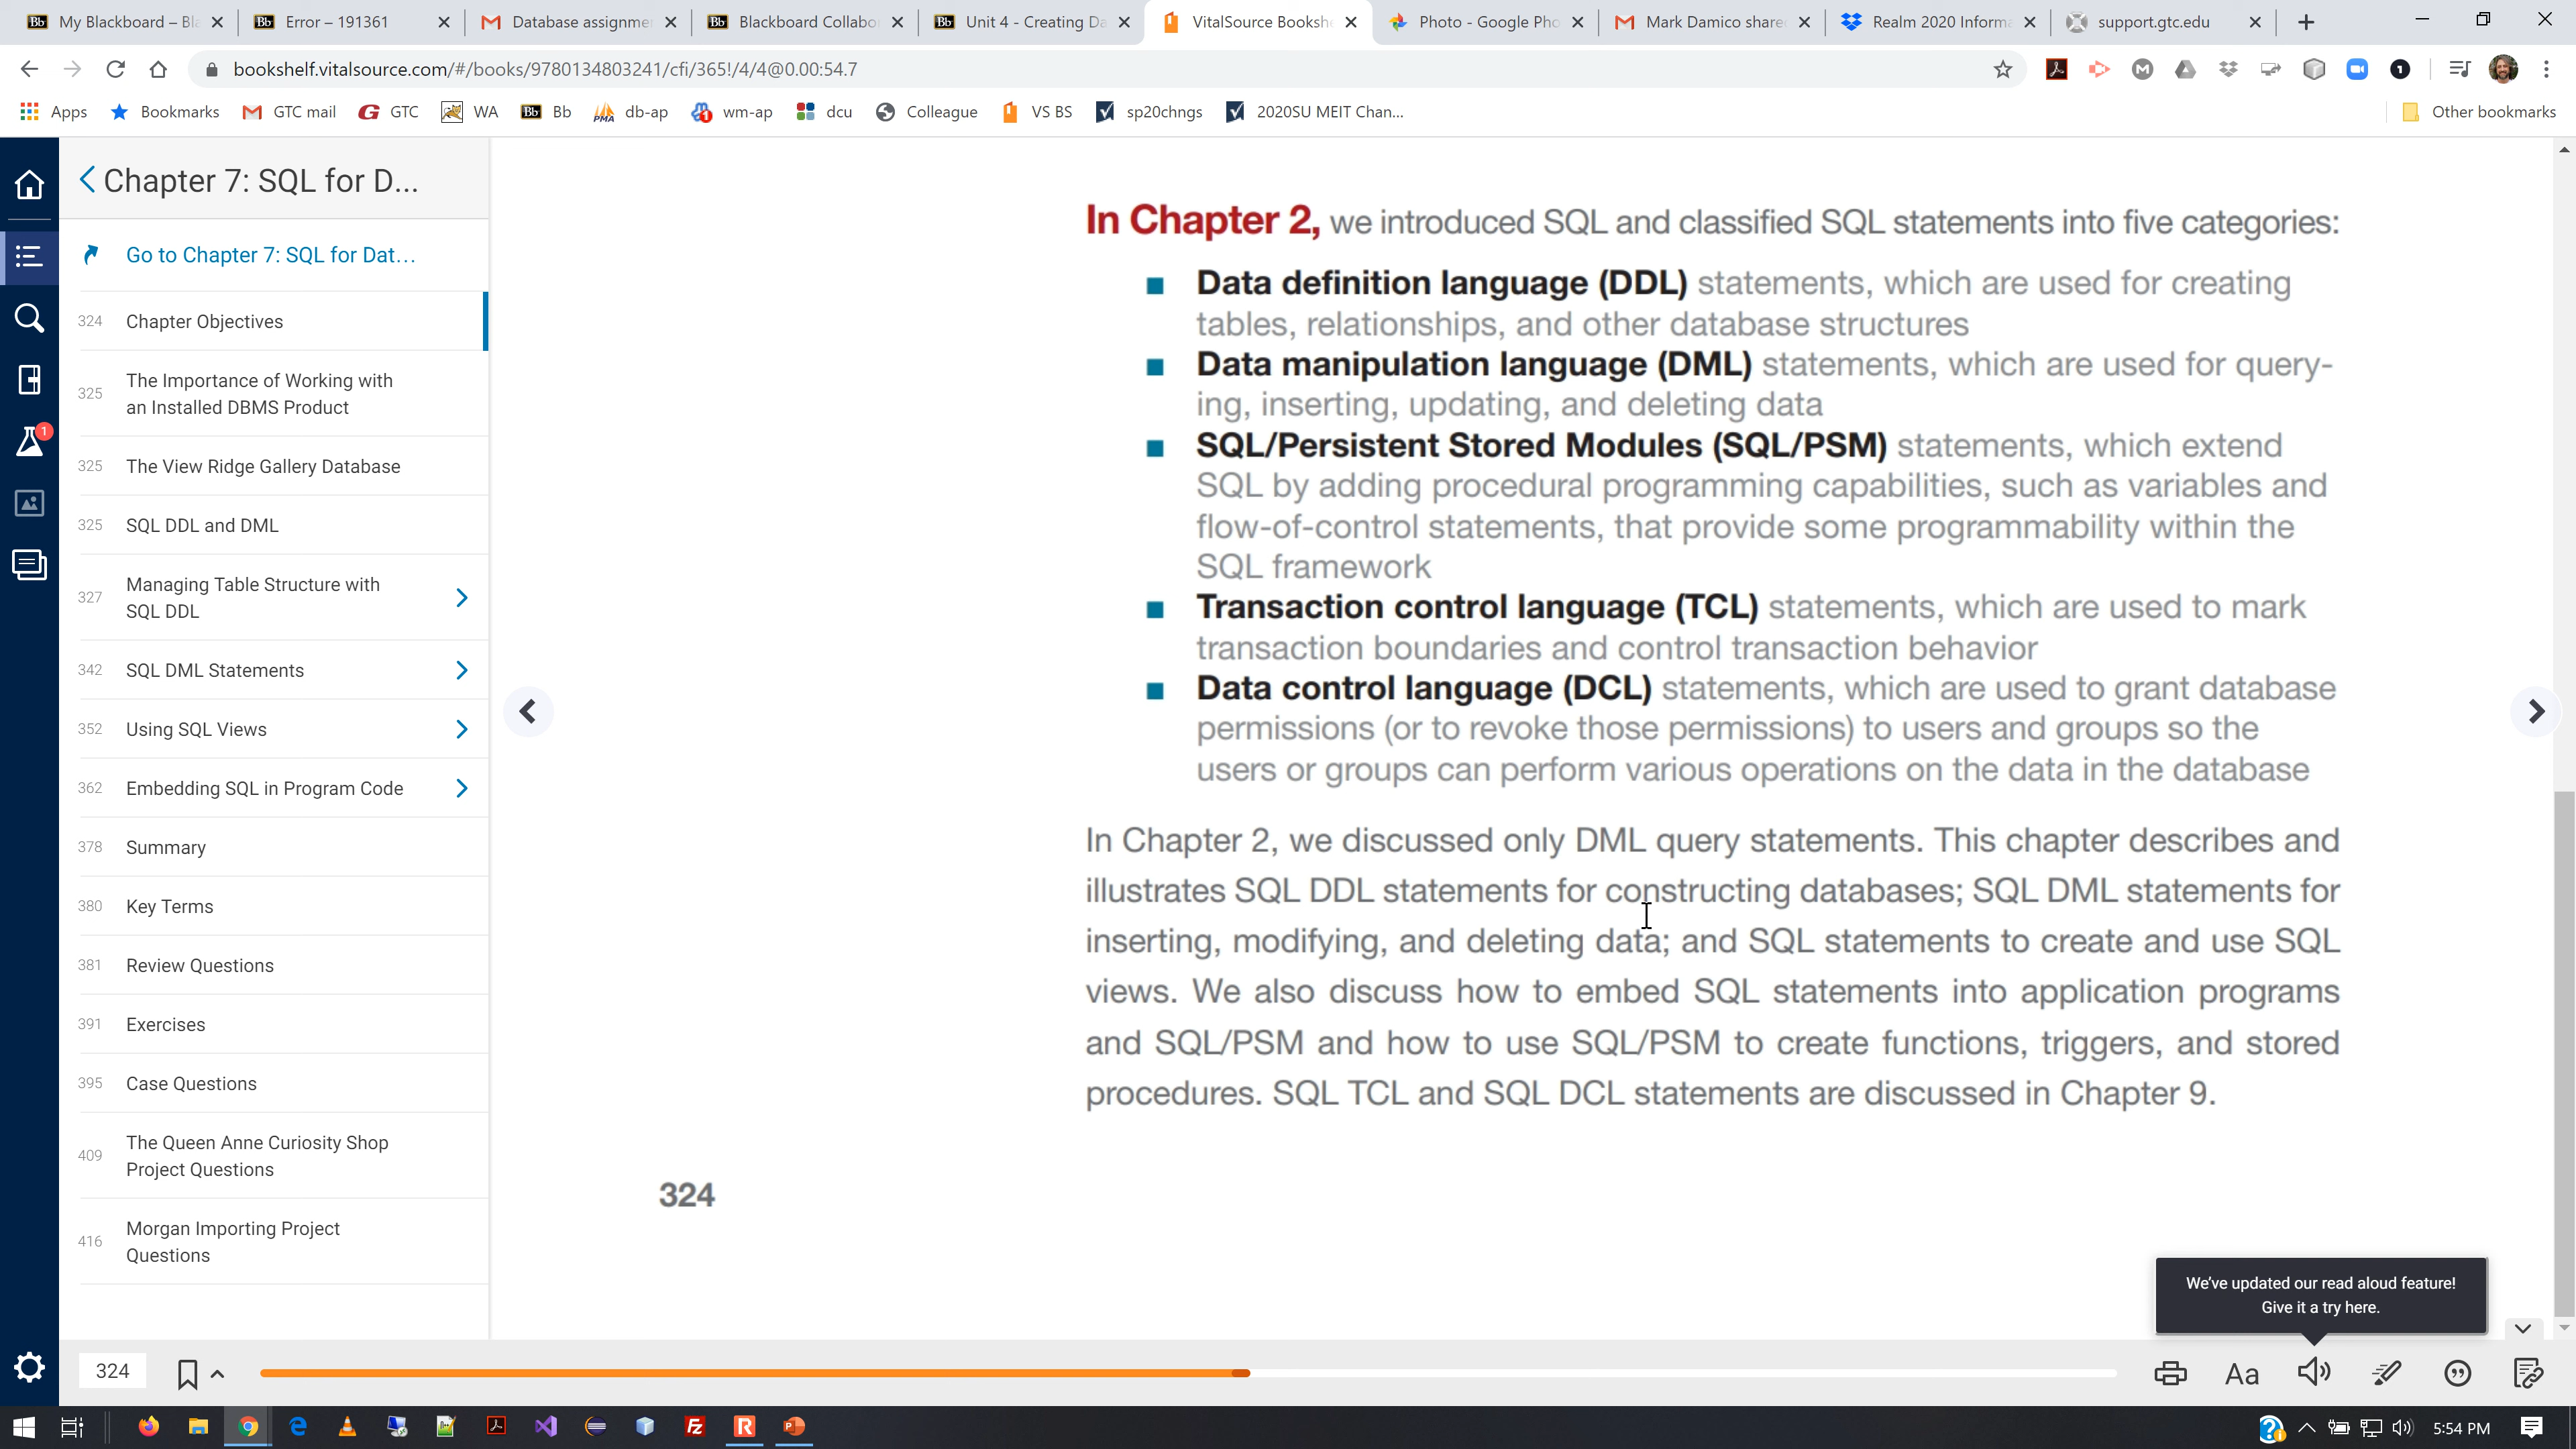 My Blackboard – Bla
Error – 191361
Database assignme
Blackboard Collabo
Unit 4 - Creating Da
VitalSource Bookshe
Photo - Google Pho
Mark Damico share
Realm 2020 Informa
support.gtc.edu
bookshelf.vitalsource.com/#/books/9780134803241/cfi/365!/4/4@0.00:54.7
Apps
Bookmarks
GTC mail
GTC
WA
Bb
db-ap
wm-ap
dcu
Colleague
VS BS
sp20chngs
2020SU MEIT Chan...
Other bookmarks
Chapter 7: SQL for D...
Go to Chapter 7: SQL for Dat...
324 Chapter Objectives
325 The Importance of Working with
an Installed DBMS Product
325 The View Ridge Gallery Database
325 SQL DDL and DML
327 Managing Table Structure with
SQL DDL
342 SQL DML Statements
352 Using SQL Views
362 Embedding SQL in Program Code
378 Summary
380 Key Terms
381 Review Questions
391 Exercises
395 Case Questions
409 The Queen Anne Curiosity Shop
Project Questions
416 Morgan Importing Project
Questions
In Chapter 2, we introduced SQL and classified SQL statements into five categories:
■ Data definition language (DDL) statements, which are used for creating
tables, relationships, and other database structures
■ Data manipulation language (DML) statements, which are used for query-
ing, inserting, updating, and deleting data
■ SQL/Persistent Stored Modules (SQL/PSM) statements, which extend
SQL by adding procedural programming capabilities, such as variables and
flow-of-control statements, that provide some programmability within the
SQL framework
■ Transaction control language (TCL) statements, which are used to mark
transaction boundaries and control transaction behavior
■ Data control language (DCL) statements, which are used to grant database
permissions (or to revoke those permissions) to users and groups so the
users or groups can perform various operations on the data in the database
In Chapter 2, we discussed only DML query statements. This chapter describes and
illustrates SQL DDL statements for constructing databases; SQL DML statements for
inserting, modifying, and deleting data; and SQL statements to create and use SQL
views. We also discuss how to embed SQL statements into application programs
and SQL/PSM and how to use SQL/PSM to create functions, triggers, and stored
procedures. SQL TCL and SQL DCL statements are discussed in Chapter 9.
324
We've updated our read aloud feature!
Give it a try here.
324
Aa
5:54 PM